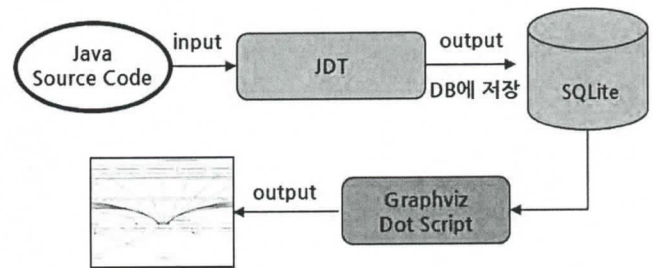 Java
Source Code
input
JDT
output
DB에 저장
SQLite
output
Graphviz
Dot Script